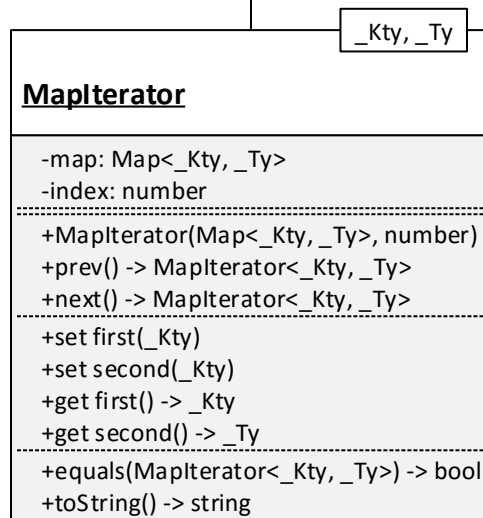 _Kty, _Ty
MapIterator
-map: Map<_Kty, _Ty>
-index: number
+MapIterator(Map<_Kty, _Ty>, number)
+prev() -> MapIterator<_Kty, _Ty>
+next() -> MapIterator<_Kty, _Ty>
+set first(_Kty)
+set second(_Kty)
+get first() -> _Kty
+get second() -> _Ty
+equals(MapIterator<_Kty, _Ty>) -> bool
+toString() -> string